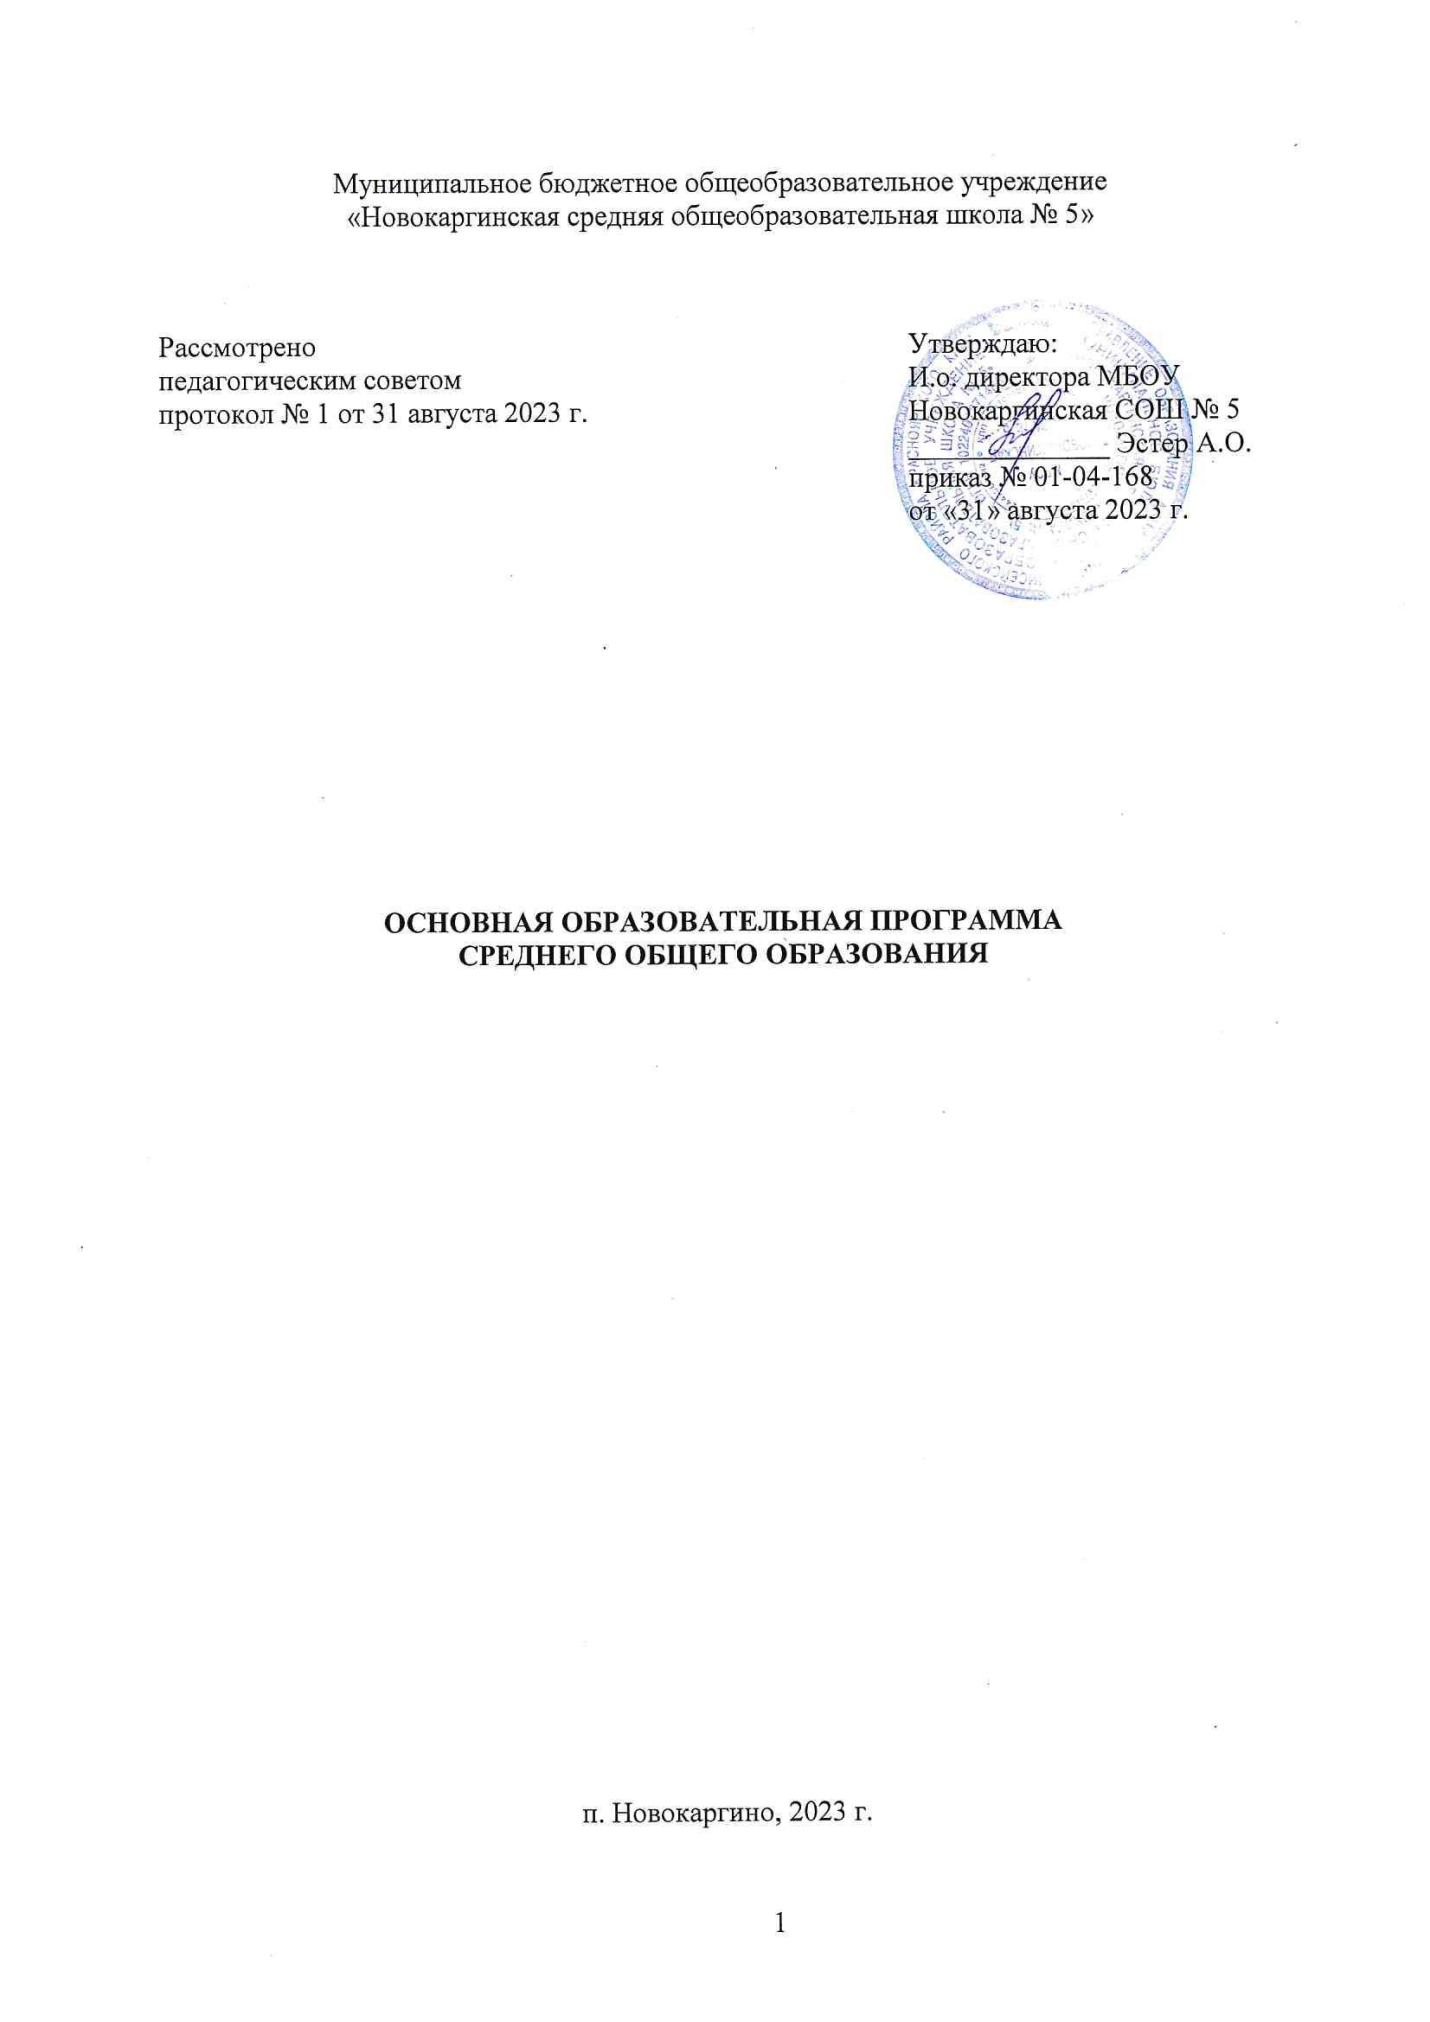 Муниципальное бюджетное общеобразовательное учреждение
«Новокаргинская средняя общеобразовательная школа № 5»
Рассмотрено
педагогическим советом
протокол № 1 от 31 августа 2023 г.
Утверждаю:
И.о. директора МБОУ
Новокаргинская СОШ № 5
Эстер А.О.
приказ № 01-04-168
от «31» августа 2023 г.
ОСНОВНАЯ ОБРАЗОВАТЕЛЬНАЯ ПРОГРАММА
СРЕДНЕГО ОБЩЕГО ОБРАЗОВАНИЯ
п. Новокаргино, 2023 г.
1